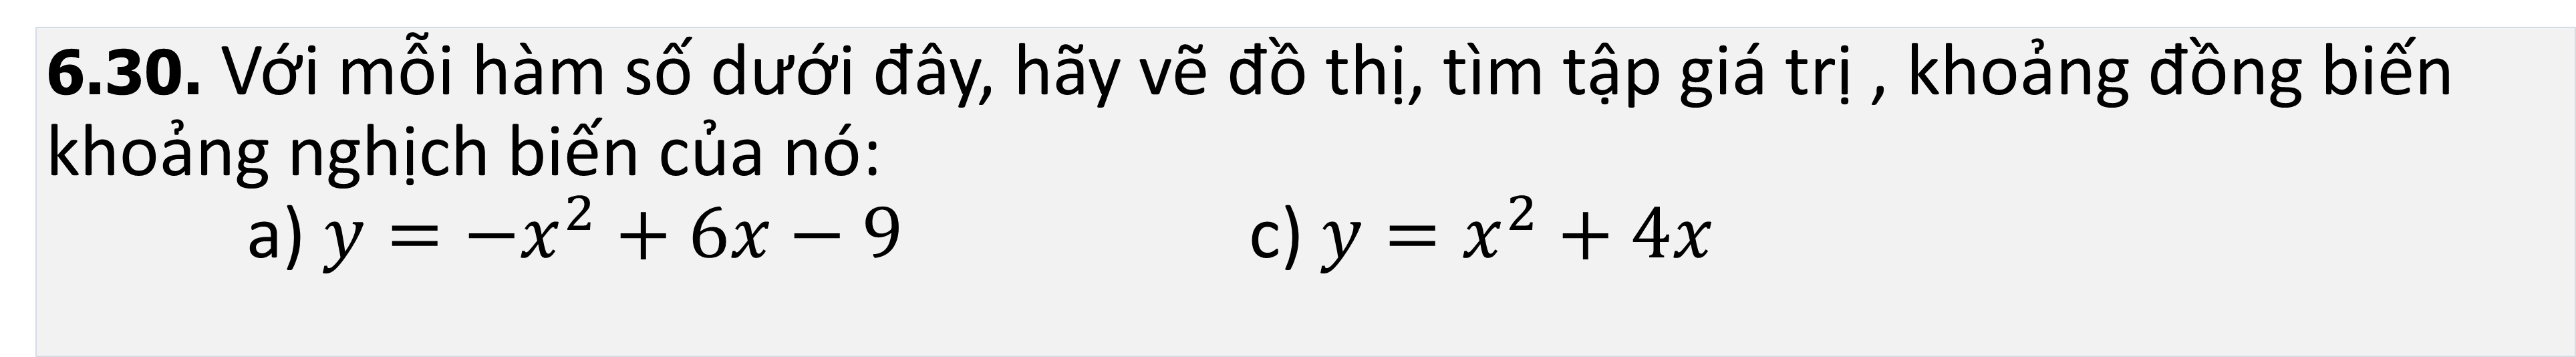 6.30. Với mỗi hàm số dưới đây, hãy vẽ đồ thị, tìm tập giá trị , khoảng đồng biến
khoảng nghịch biến của nó:
a) y = −x² + 6x − 9 c) y = x² + 4x